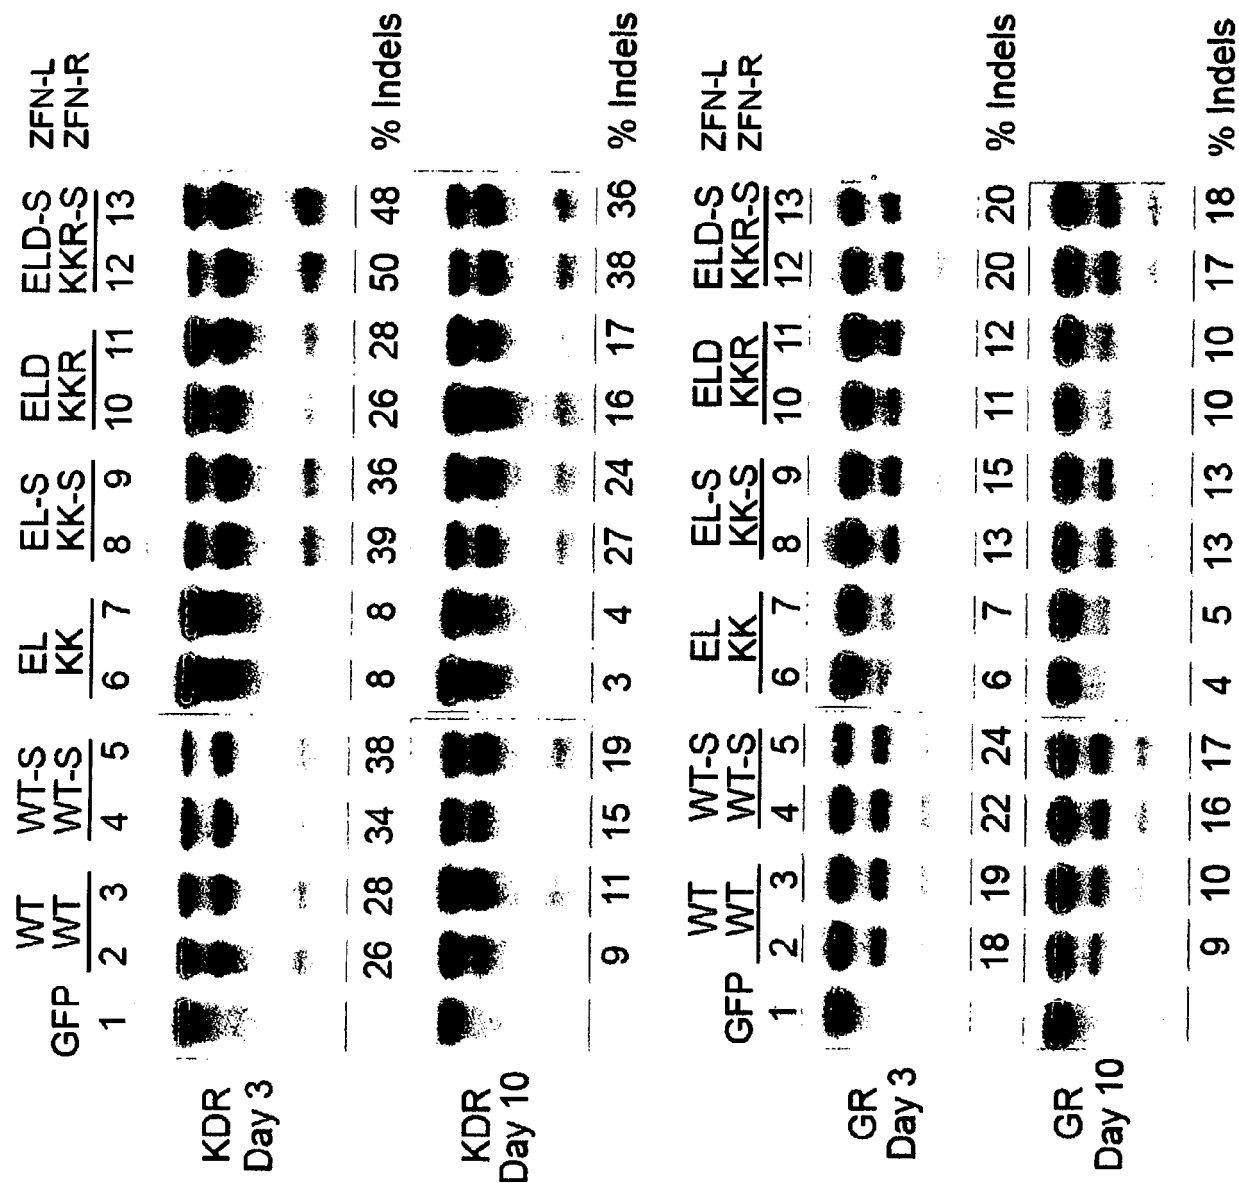 GFP WT WT-S EL EL-S ELD ELD-S ZFN-L
WT WT-S KK KK-S KKR KKR-S ZFN-R
1 2 3 4 5 6 7 8 9 10 11 12 13
KDR
Day 3
26 28 34 38 8 8 39 36 26 28 50 48 % Indels
KDR
Day 10
9 11 15 19 3 4 27 24 16 17 38 36 % Indels
GFP WT WT-S EL EL-S ELD ELD-S ZFN-L
WT WT-S KK KK-S KKR KKR-S ZFN-R
1 2 3 4 5 6 7 8 9 10 11 12 13
GR
Day 3
18 19 22 24 6 7 13 15 11 12 20 20 % Indels
GR
Day 10
9 10 16 17 4 5 13 13 10 10 17 18 % Indels